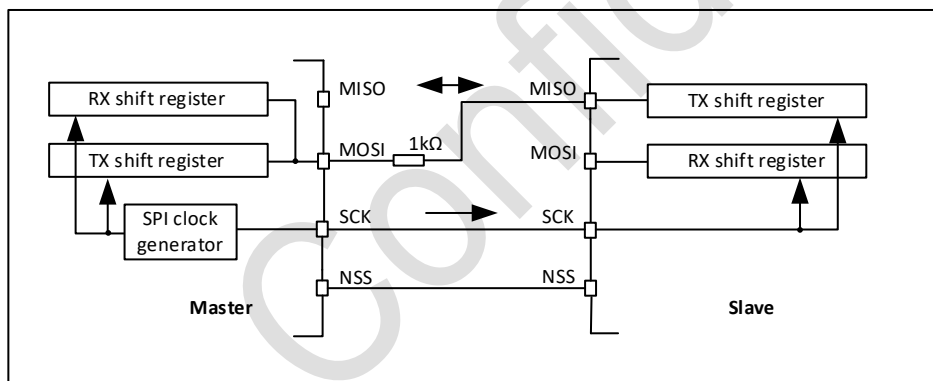 Confid
MISO MISO
RX shift register TX shift register
1kΩ
TX shift register MOSI MOSI RX shift register
SPI clock
generator
SCK SCK
NSS NSS
Master Slave